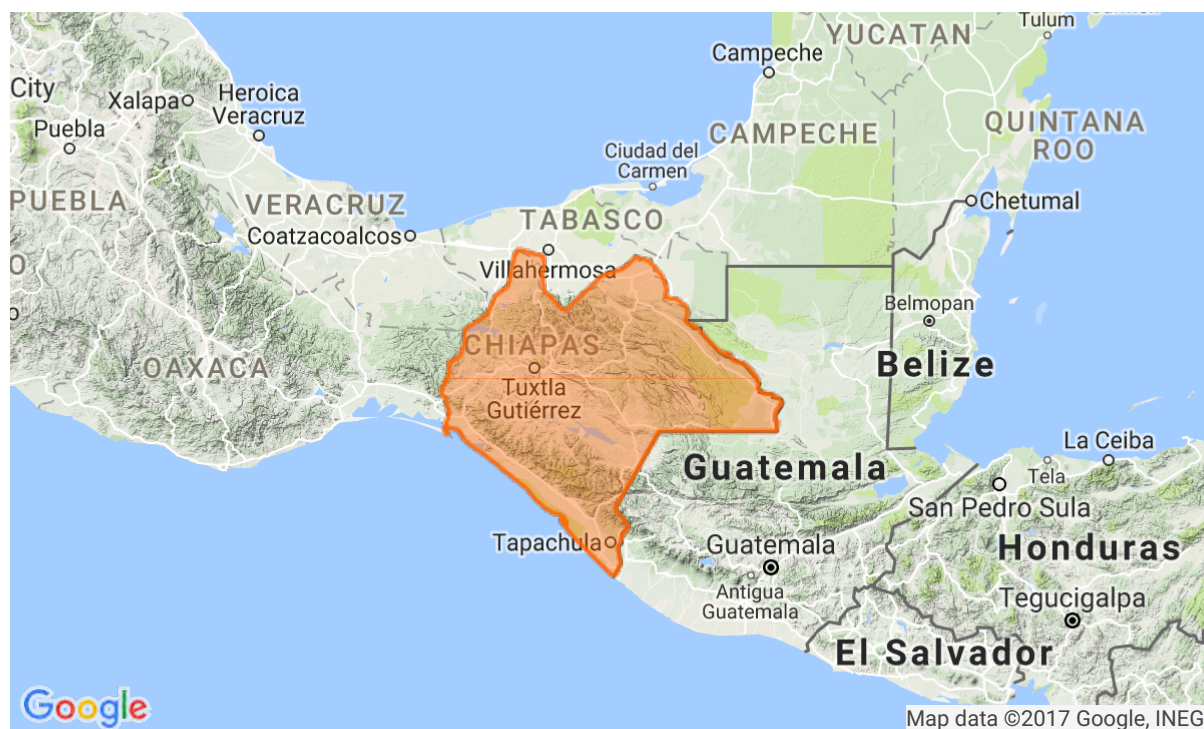 Tulum
YUCATAN
Campeche
City
Xalapa
Heroica
Veracruz
Puebla
CAMPECHE
QUINTANA
ROO
Ciudad del
Carmen
PUEBLA
VERACRUZ
Chetumal
TABASCO
Coatzacoalcos
Villahermosa
Belmopan
CHIAPAS
OAXACA
Belize
Tuxtla
Gutiérrez
La Ceiba
Guatemala
Tela
San Pedro Sula
Tapachula
Guatemala
Honduras
Antigua
Guatemala
Tegucigalpa
El Salvador
Google
Map data ©2017 Google, INEG